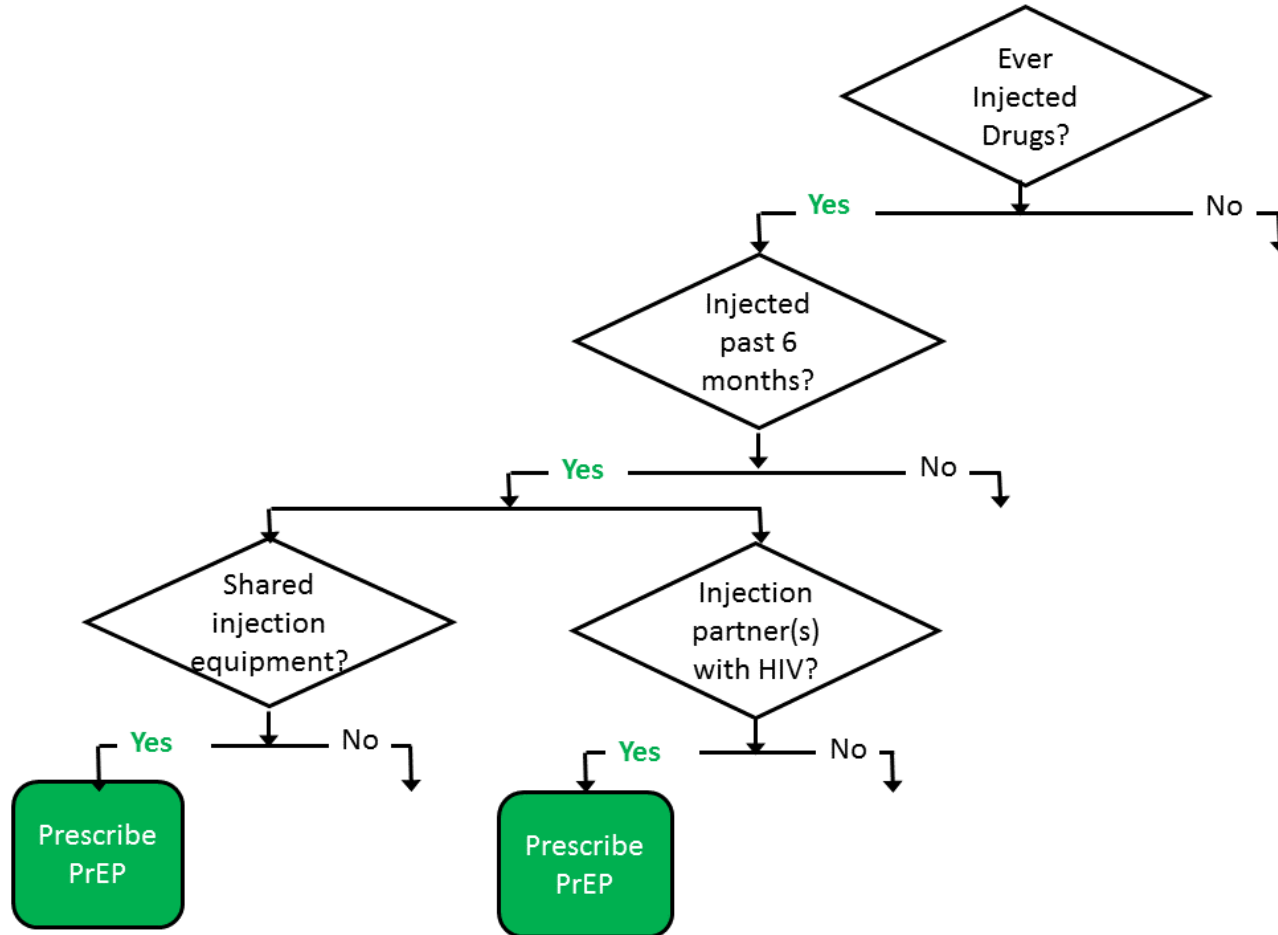 Ever
Injected
Drugs?
Yes
No
Injected
past 6
months?
Yes
No
Shared
injection
equipment?
Injection
partner(s)
with HIV?
Yes
No
Yes
No
Prescribe
PrEP
Prescribe
PrEP